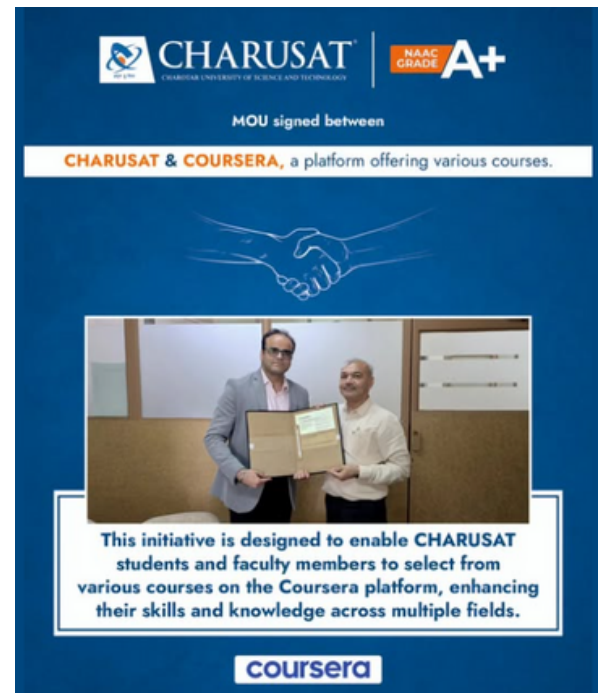 CHARUSAT
CHAROTAR UNIVERSITY OF SCIENCE AND TECHNOLOGY
NAAC
GRADE
A+
MOU signed between
CHARUSAT & COURSERA, a platform offering various courses.
This initiative is designed to enable CHARUSAT
students and faculty members to select from
various courses on the Coursera platform, enhancing
their skills and knowledge across multiple fields.
coursera